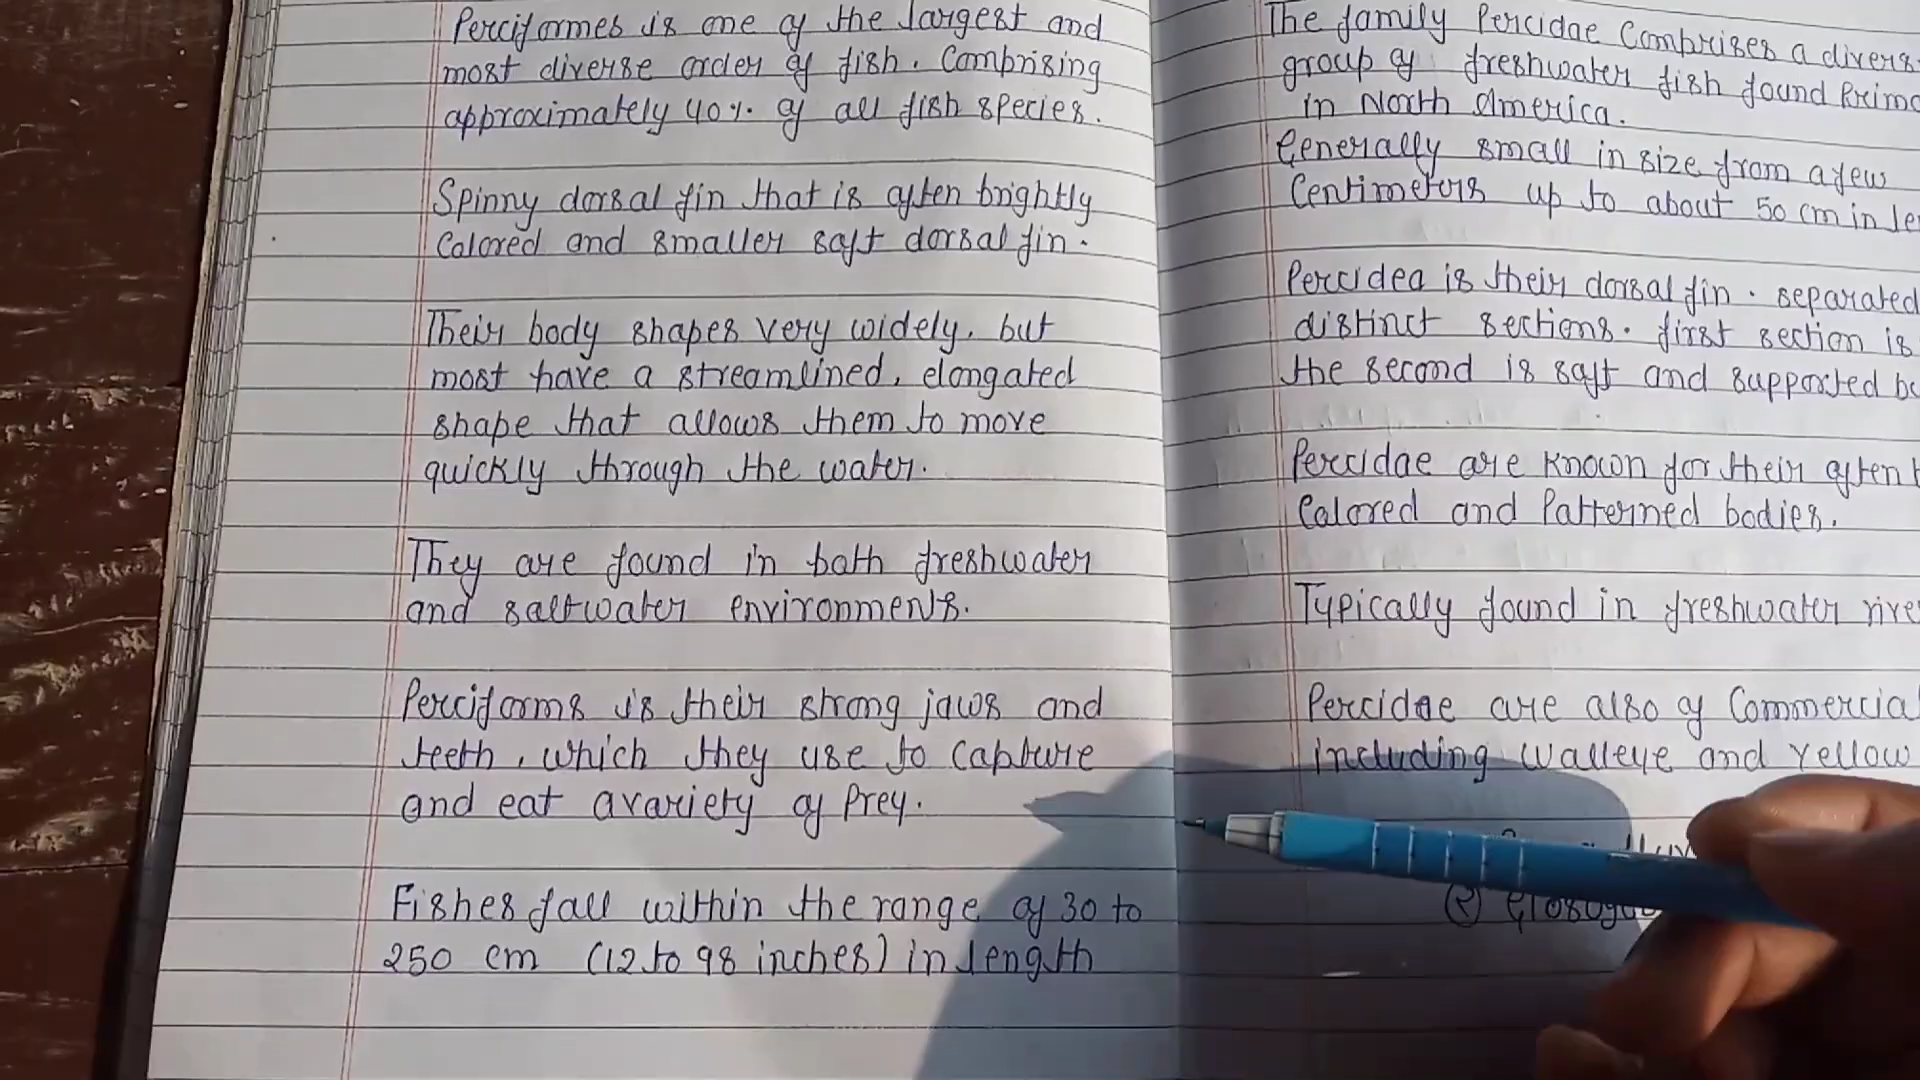 Perciformes is one of the largest and
most diverse order of fish. Comprising
approximately 40%. of all fish species.
Spinny dorsal fin that is often brightly
Colored and smaller soft dorsal fin.
Their body shapes very widely, but
most have a streamlined, elongated
shape that allows them to move
quickly through the water.
They are found in both freshwater
and saltwater environments.
Perciforms is their strong jaws and
teeth, which they use to capture
and eat a variety of Prey.
Fishes fall within the range of 30 to
250 cm (12 to 98 inches) in length
The family Percidae Comprises a divers
group of freshwater fish found Prima
in North America.
Generally small in size from a few
Centimeters up to about 50 cm in len
Percidea is their dorsal fin. separated
distinct sections. first section is
the second is soft and supported b
Percidae are known for their often b
Colored and Patterned bodies.
Typically found in freshwater rive
Percidae are also of Commercial
including walleye and Yellow